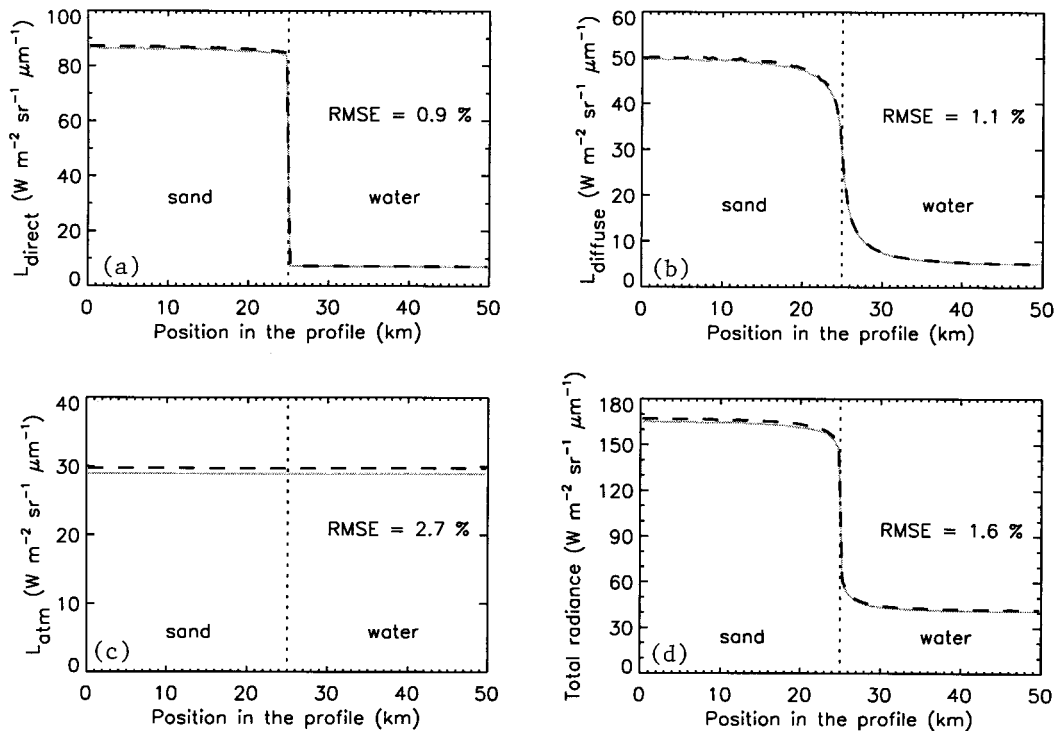 100
80
60
40
20
0
L_direct (W m⁻² sr⁻¹ μm⁻¹)
RMSE = 0.9 %
sand
water
(a)
0 10 20 30 40 50
Position in the profile (km)
60
50
40
30
20
10
0
L_diffuse (W m⁻² sr⁻¹ μm⁻¹)
RMSE = 1.1 %
sand
water
(b)
0 10 20 30 40 50
Position in the profile (km)
40
30
20
10
0
L_atm (W m⁻² sr⁻¹ μm⁻¹)
RMSE = 2.7 %
sand
water
(c)
0 10 20 30 40 50
Position in the profile (km)
180
150
120
90
60
30
0
Total radiance (W m⁻² sr⁻¹ μm⁻¹)
RMSE = 1.6 %
sand
water
(d)
0 10 20 30 40 50
Position in the profile (km)